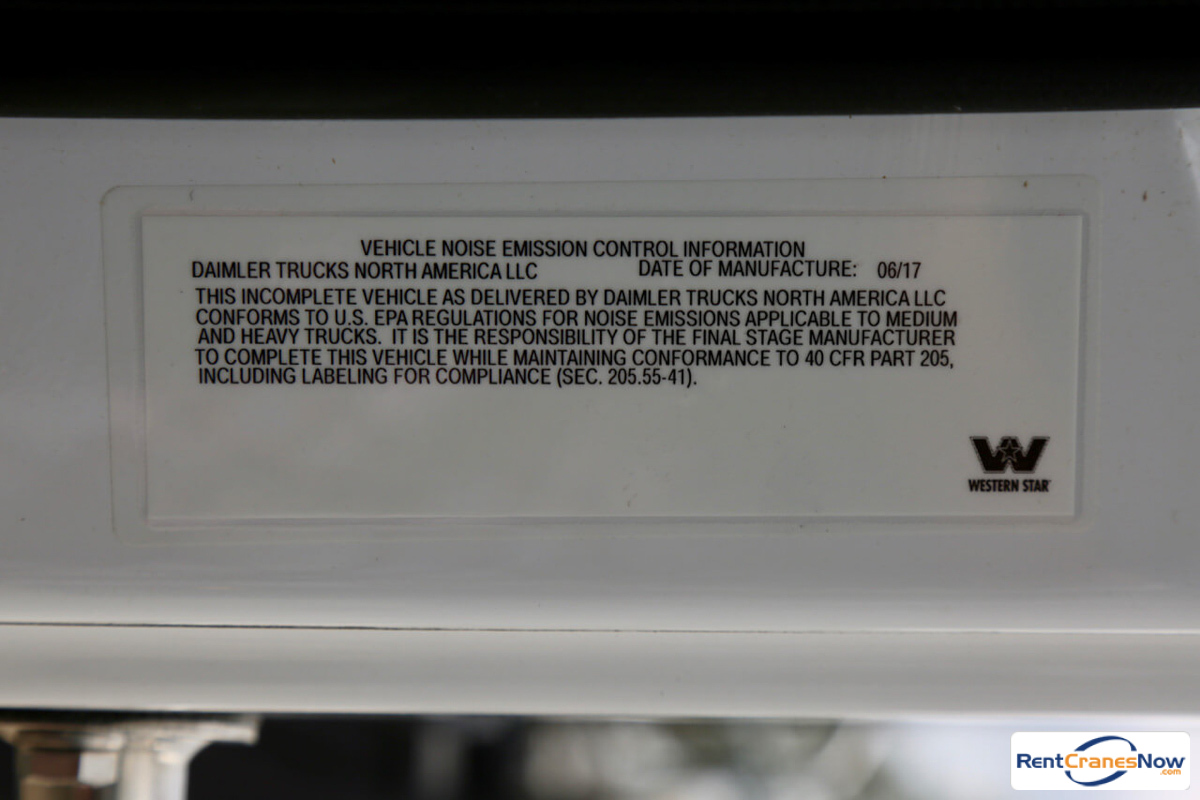 VEHICLE NOISE EMISSION CONTROL INFORMATION
DAIMLER TRUCKS NORTH AMERICA LLC DATE OF MANUFACTURE: 06/17
THIS INCOMPLETE VEHICLE AS DELIVERED BY DAIMLER TRUCKS NORTH AMERICA LLC
CONFORMS TO U.S. EPA REGULATIONS FOR NOISE EMISSIONS APPLICABLE TO MEDIUM
AND HEAVY TRUCKS. IT IS THE RESPONSIBILITY OF THE FINAL STAGE MANUFACTURER
TO COMPLETE THIS VEHICLE WHILE MAINTAINING CONFORMANCE TO 40 CFR PART 205,
INCLUDING LABELING FOR COMPLIANCE (SEC. 205.55-41).
WESTERN STAR
RentCranesNow
.com